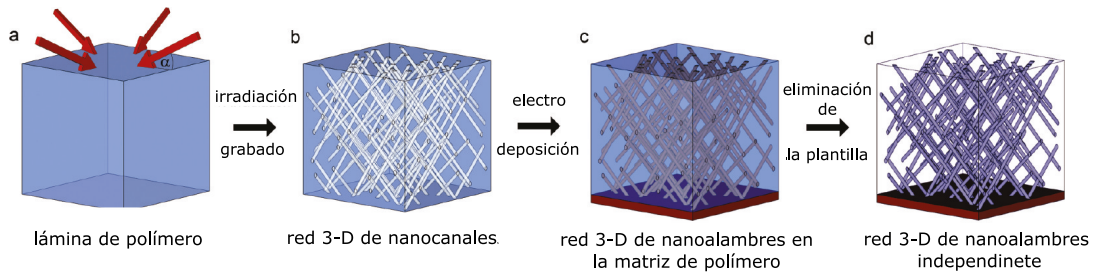 a
α
lámina de polímero
irradiación
grabado
b
red 3-D de nanocanales.
electro
deposición
c
red 3-D de nanoalambres en
la matriz de polímero
eliminación
de
la plantilla
d
red 3-D de nanoalambres
independinete